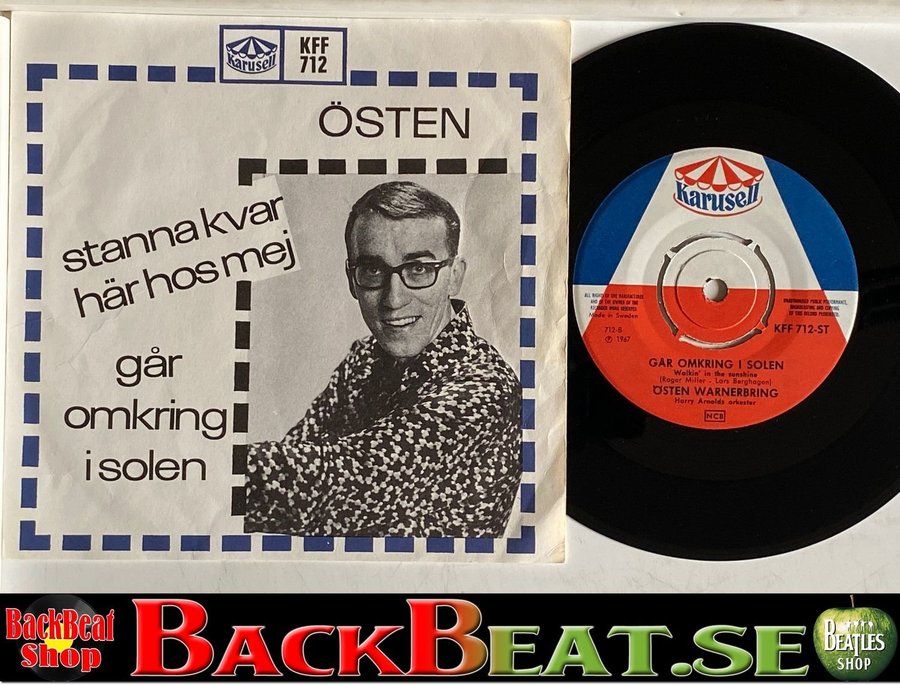 Karusell
KFF
712
ÖSTEN
stanna kvar
här hos mej
går
omkring
i solen
Karusell
ALL RIGHTS OF THE MANUFACTURER
AND OF THE OWNER OF THE
RECORDED WORK RESERVED
Made in Sweden
UNAUTHORISED PUBLIC PERFORMANCE,
BROADCASTING AND COPYING
OF THIS RECORD PROHIBITED
712-B
℗ 1967
KFF 712-ST
GÅR OMKRING I SOLEN
Walkin' in the sunshine
(Roger Miller - Lars Berghagen)
ÖSTEN WARNERBRING
Harry Arnolds orkester
NCB
BackBeat
Shop
BACKBEAT.SE
BEATLES
SHOP